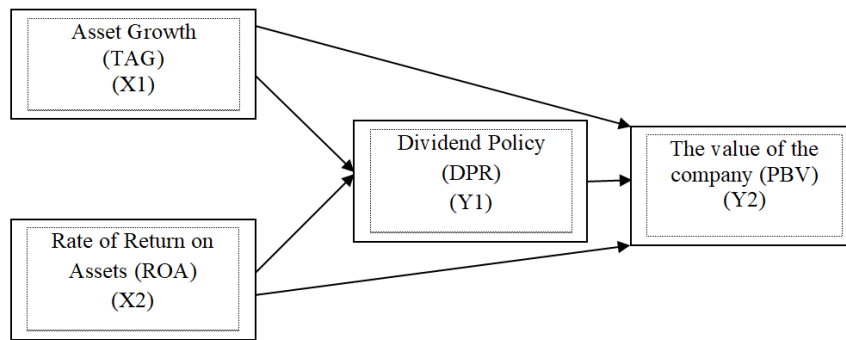 Asset Growth
(TAG)
(X1)
Dividend Policy
(DPR)
(Y1)
The value of the
company (PBV)
(Y2)
Rate of Return on
Assets (ROA)
(X2)